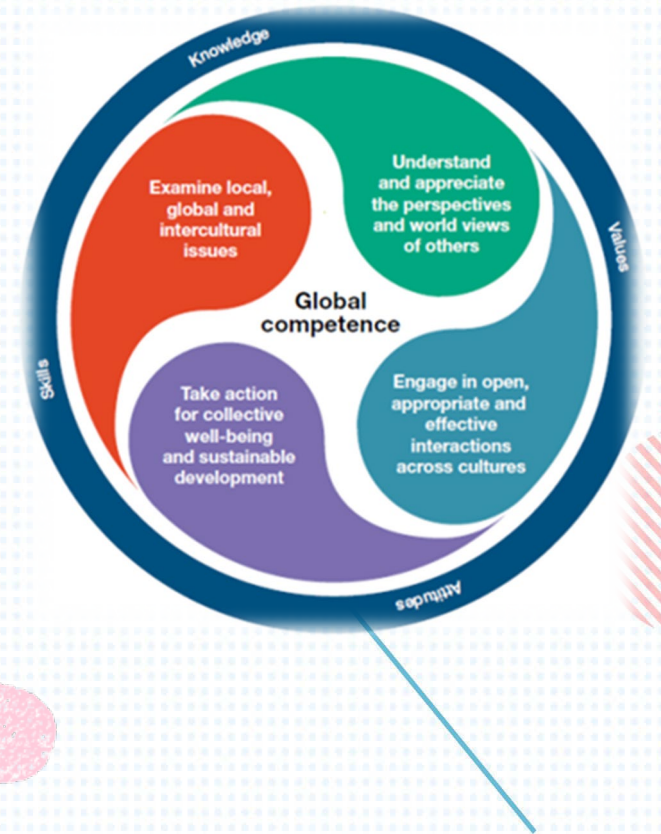 Knowledge
Examine local,
global and
intercultural
issues
Understand
and appreciate
the perspectives
and world views
of others
Values
Global
competence
Skills
Take action
for collective
well-being
and sustainable
development
Engage in open,
appropriate and
effective
interactions
across cultures
Attitudes